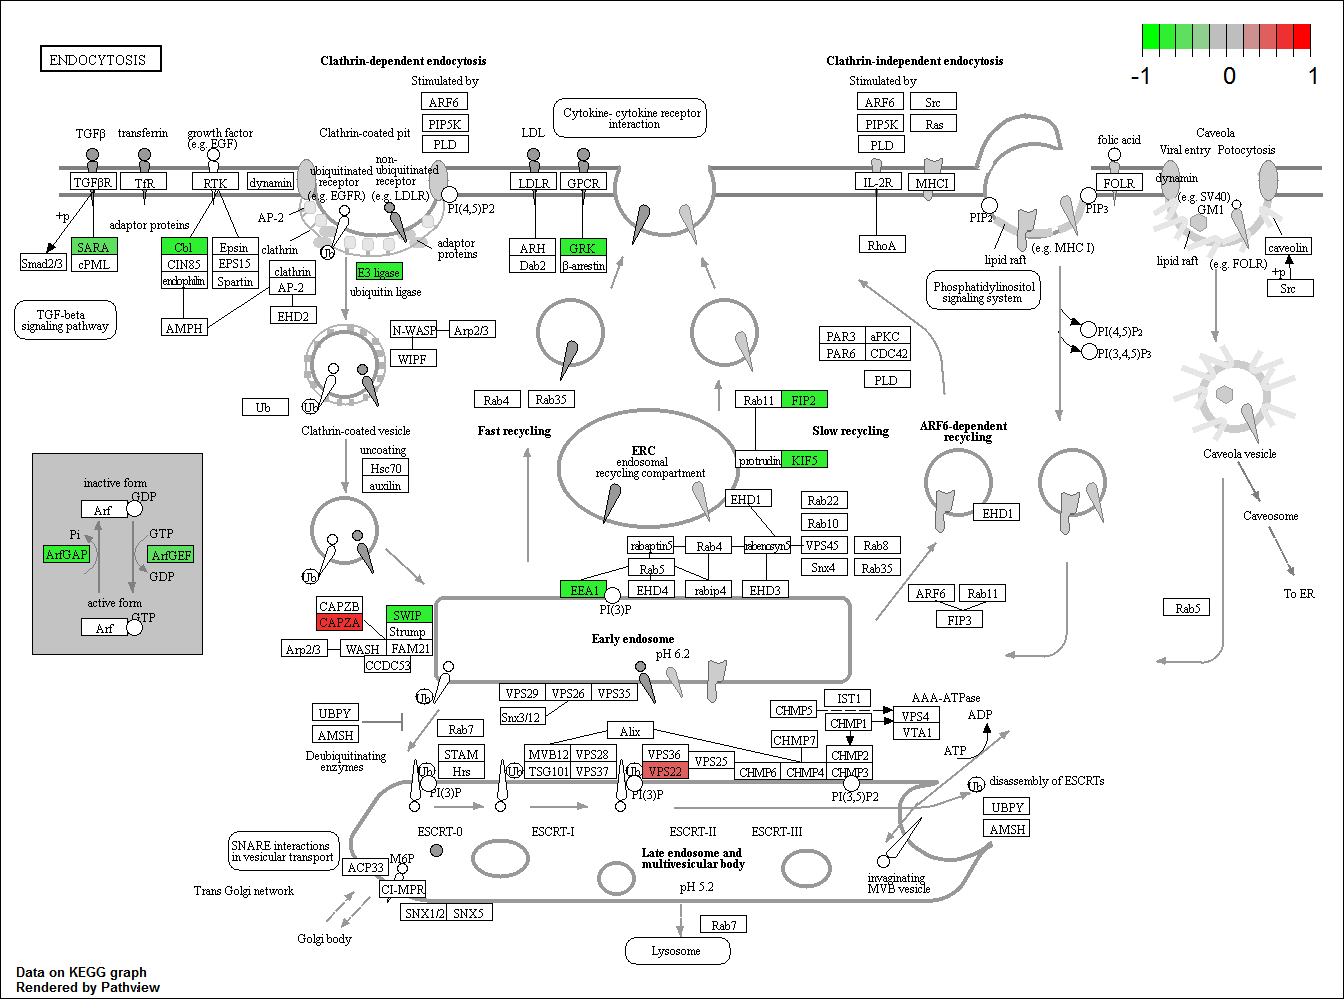 ENDOCYTOSIS
-1
0
1
Clathrin-dependent endocytosis
Stimulated by
ARF6
PIP5K
PLD
Clathrin-independent endocytosis
Stimulated by
ARF6
Src
PIP5K
Ras
PLD
Cytokine- cytokine receptor
interaction
TGFβ
transferrin
growth factor
(e.g. EGF)
Clathrin-coated pit
LDL
folic acid
Caveola
Viral entry
Potocytosis
TGFβR
TfR
RTK
dynamin
ubiquitinated
receptor
(e.g. EGFR)
non-
ubiquitinated
receptor
(e.g. LDLR)
LDLR
GPCR
IL-2R
MHCI
FOLR
dynamin
(e.g. SV40)
GM1
PI(4,5)P2
PIP2
PIP3
+p
adaptor proteins
AP-2
clathrin
Ub
adaptor
proteins
SARA
cPML
Smad2/3
Cbl
CIN85
endophilin
Epsin
EPS15
Spartin
ARH
Dab2
GRK
β-arrestin
RhoA
lipid raft
(e.g. MHC I)
lipid raft
(e.g. FOLR)
caveolin
+p
Src
clathrin
AP-2
EHD2
E3 ligase
ubiquitin ligase
AMPH
TGF-beta
signaling pathway
Phosphatidylinositol
signaling system
N-WASP
Arp2/3
WIPF
PAR3
aPKC
PAR6
CDC42
PLD
PI(4,5)P2
PI(3,4,5)P3
Ub
Ub
Rab4
Rab35
Rab11
FIP2
Clathrin-coated vesicle
Fast recycling
Slow recycling
ARF6-dependent
recycling
ERC
endosomal
recycling compartment
protrudin
KIF5
Caveola vesicle
uncoating
Hsc70
auxilin
inactive form
GDP
Arf
Pi
GTP
ArfGAP
ArfGEF
GDP
active form
GTP
Arf
EHD1
Rab22
Rab10
EHD1
Caveosome
rabaptin5
Rab4
rabenosyn5
VPS45
Rab8
Rab5
Snx4
Rab35
Ub
EEA1
EHD4
rabip4
EHD3
PI(3)P
ARF6
Rab11
FIP3
To ER
Rab5
CAPZB
CAPZA
SWIP
Strump
Arp2/3
WASH
FAM21
CCDC53
Early endosome
pH 6.2
Ub
VPS29
VPS26
VPS35
Snx3/12
UBPY
AMSH
Deubiquitinating
enzymes
Rab7
STAM
Hrs
Alix
MVB12
VPS28
TSG101
VPS37
VPS36
VPS22
VPS25
CHMP7
CHMP6
CHMP4
IST1
CHMP5
CHMP1
CHMP2
CHMP3
AAA-ATPase
VPS4
VTA1
ADP
ATP
Ub
PI(3)P
Ub
Ub
PI(3)P
PI(3,5)P2
Ub
disassembly of ESCRTs
UBPY
AMSH
ESCRT-0
ESCRT-I
ESCRT-II
ESCRT-III
SNARE interactions
in vesicular transport
ACP33
M6P
CI-MPR
SNX1/2
SNX5
Late endosome and
multivesicular body
pH 5.2
invaginating
MVB vesicle
Trans Golgi network
Golgi body
Rab7
Lysosome
Data on KEGG graph
Rendered by Pathview